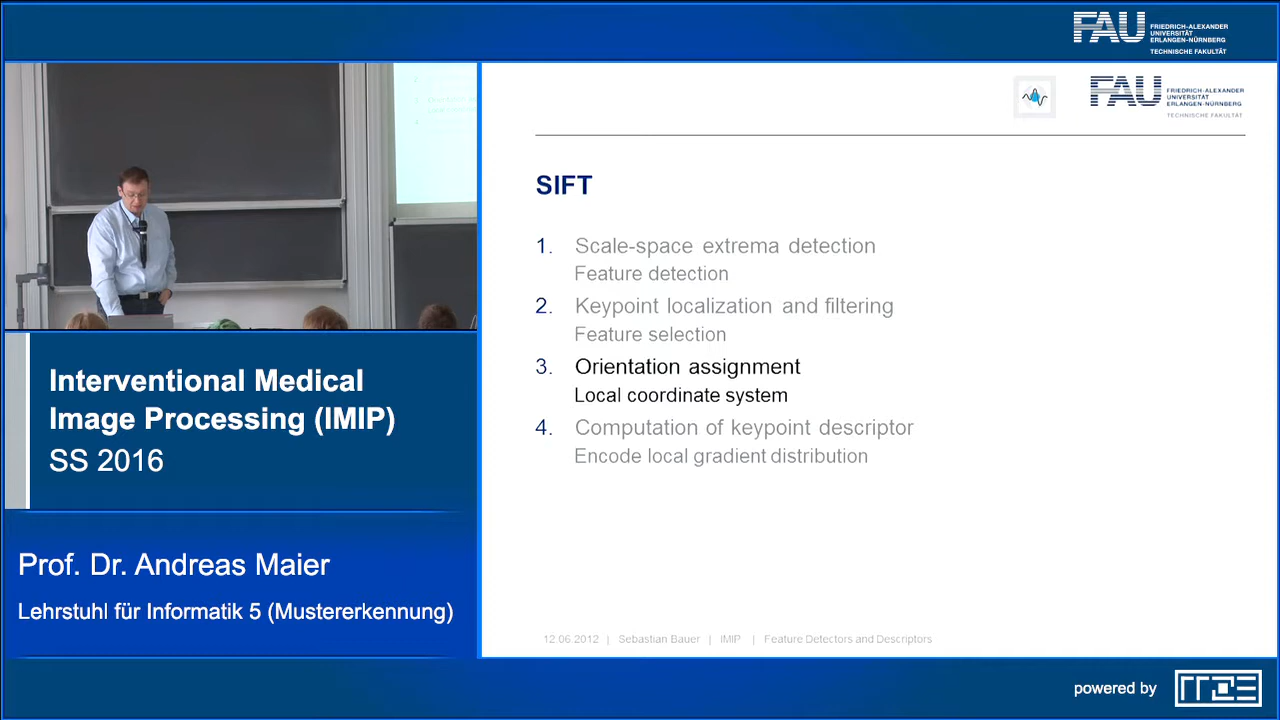 FAU
FRIEDRICH-ALEXANDER
UNIVERSITÄT
ERLANGEN-NÜRNBERG
TECHNISCHE FAKULTÄT
FAU
FRIEDRICH-ALEXANDER
UNIVERSITÄT
ERLANGEN-NÜRNBERG
TECHNISCHE FAKULTÄT
SIFT
1. Scale-space extrema detection
Feature detection
2. Keypoint localization and filtering
Feature selection
3. Orientation assignment
Local coordinate system
4. Computation of keypoint descriptor
Encode local gradient distribution
12.06.2012 | Sebastian Bauer | IMIP | Feature Detectors and Descriptors
Interventional Medical
Image Processing (IMIP)
SS 2016
Prof. Dr. Andreas Maier
Lehrstuhl für Informatik 5 (Mustererkennung)
powered by